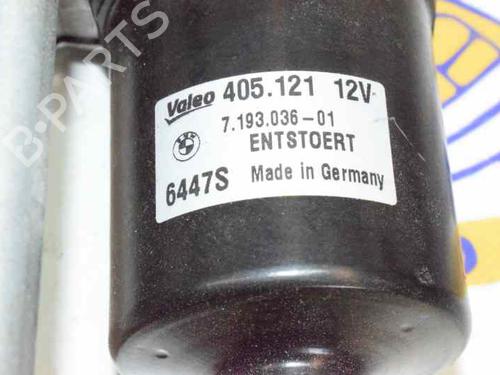 B-PARTS
Valeo 405.121 12V
7.193.036-01
ENTSTOERT
6447S Made in Germany